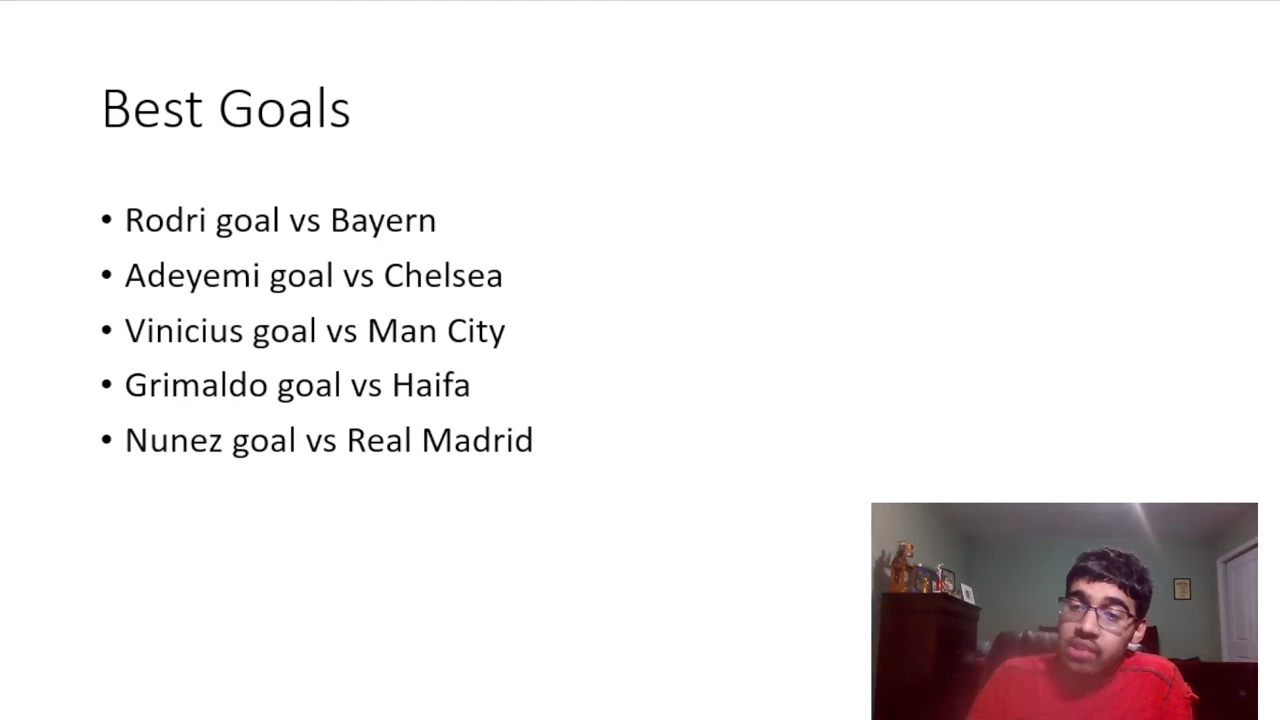 Best Goals
• Rodri goal vs Bayern
• Adeyemi goal vs Chelsea
• Vinicius goal vs Man City
• Grimaldo goal vs Haifa
• Nunez goal vs Real Madrid